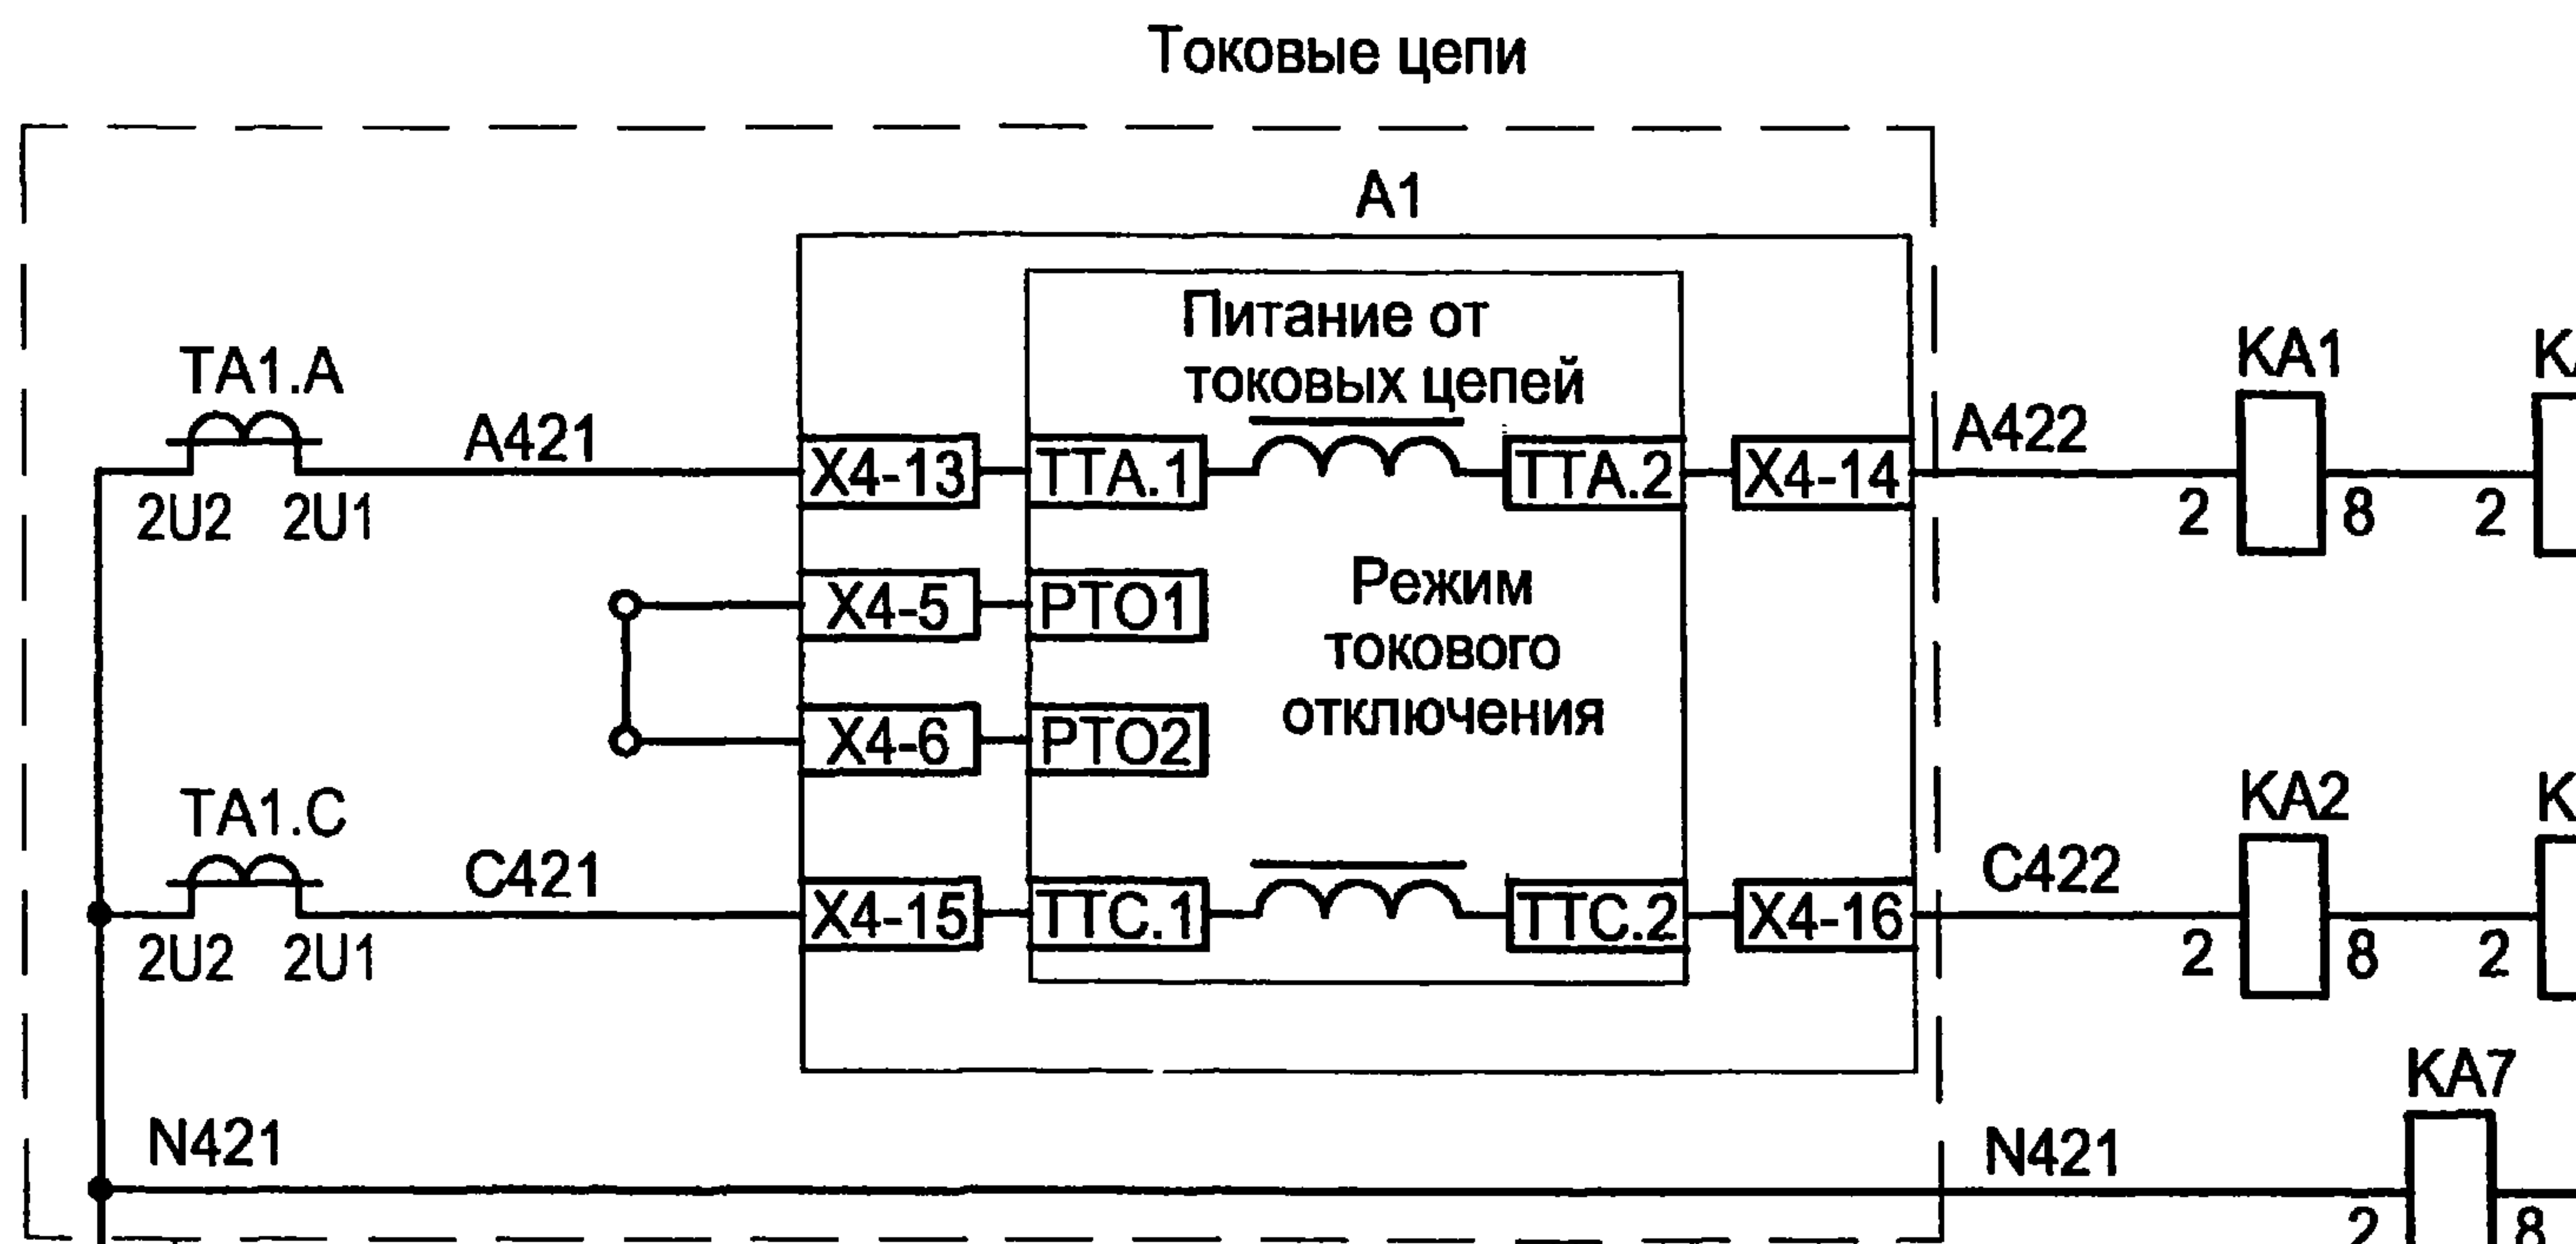 Токовые цепи
A1
Питание от
токовых цепей
TA1.A
A421
2U2
2U1
X4-13
TTA.1
TTA.2
X4-14
A422
KA1
2
8
2
X4-5
PTO1
Режим
токового
отключения
X4-6
PTO2
TA1.C
C421
2U2
2U1
X4-15
TTC.1
TTC.2
X4-16
C422
KA2
2
8
2
N421
N421
KA7
2
8